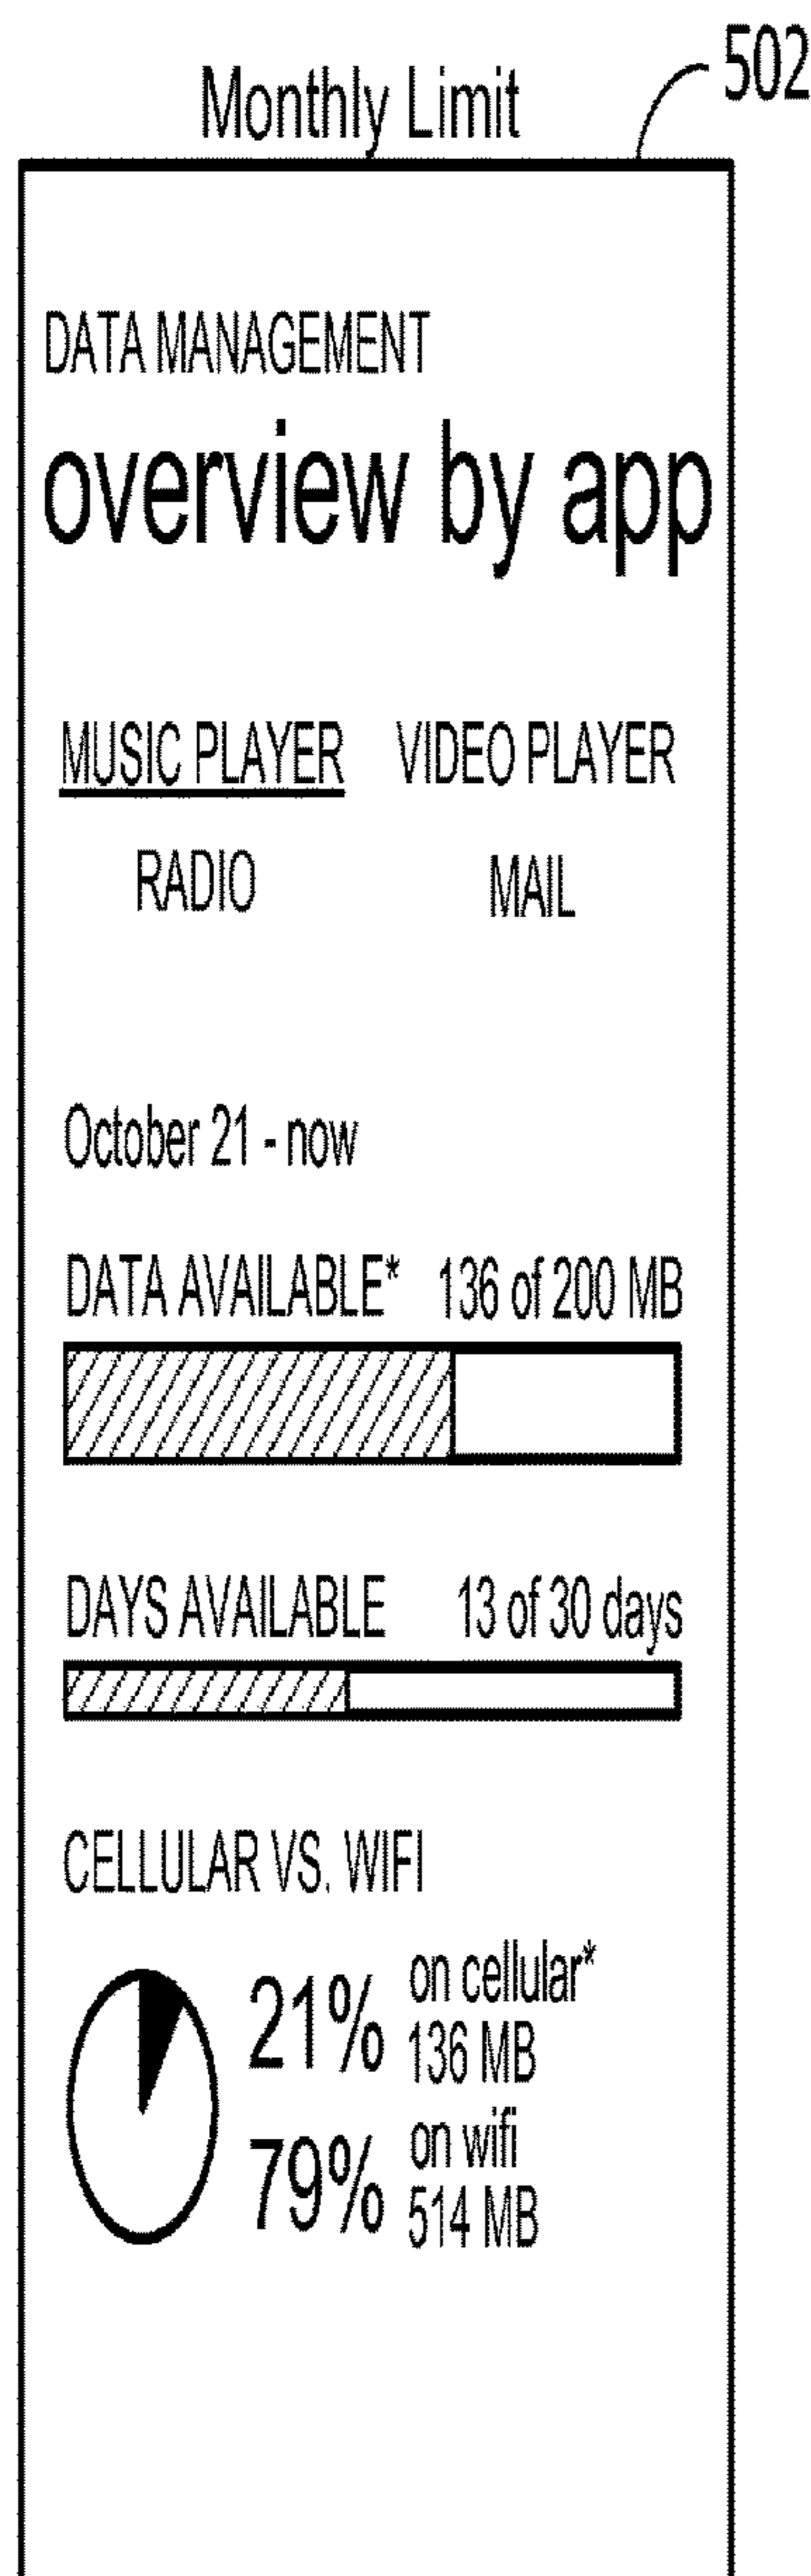 Monthly Limit
502
DATA MANAGEMENT
overview by app
MUSIC PLAYER VIDEO PLAYER
RADIO MAIL
October 21 - now
DATA AVAILABLE* 136 of 200 MB
DAYS AVAILABLE 13 of 30 days
CELLULAR VS. WIFI
21% on cellular*
136 MB
79% on wifi
514 MB